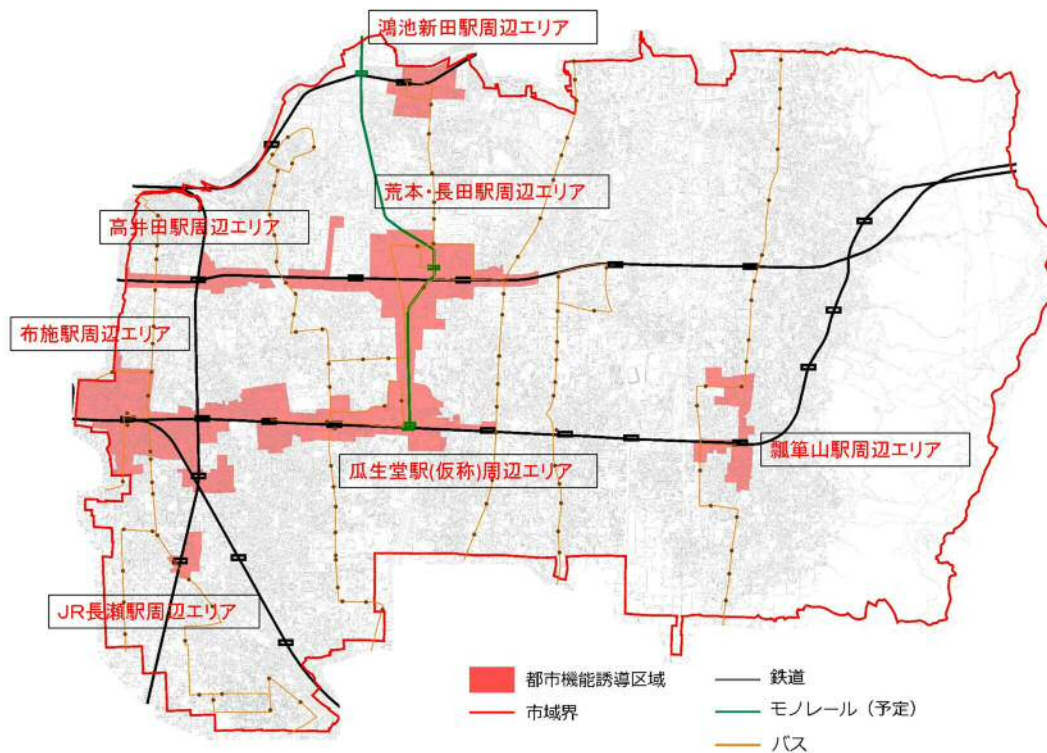 鴻池新田駅周辺エリア
荒本・長田駅周辺エリア
高井田駅周辺エリア
布施駅周辺エリア
瓜生堂駅(仮称)周辺エリア
瓢箪山駅周辺エリア
JR長瀬駅周辺エリア
都市機能誘導区域
市域界
鉄道
モノレール（予定）
バス